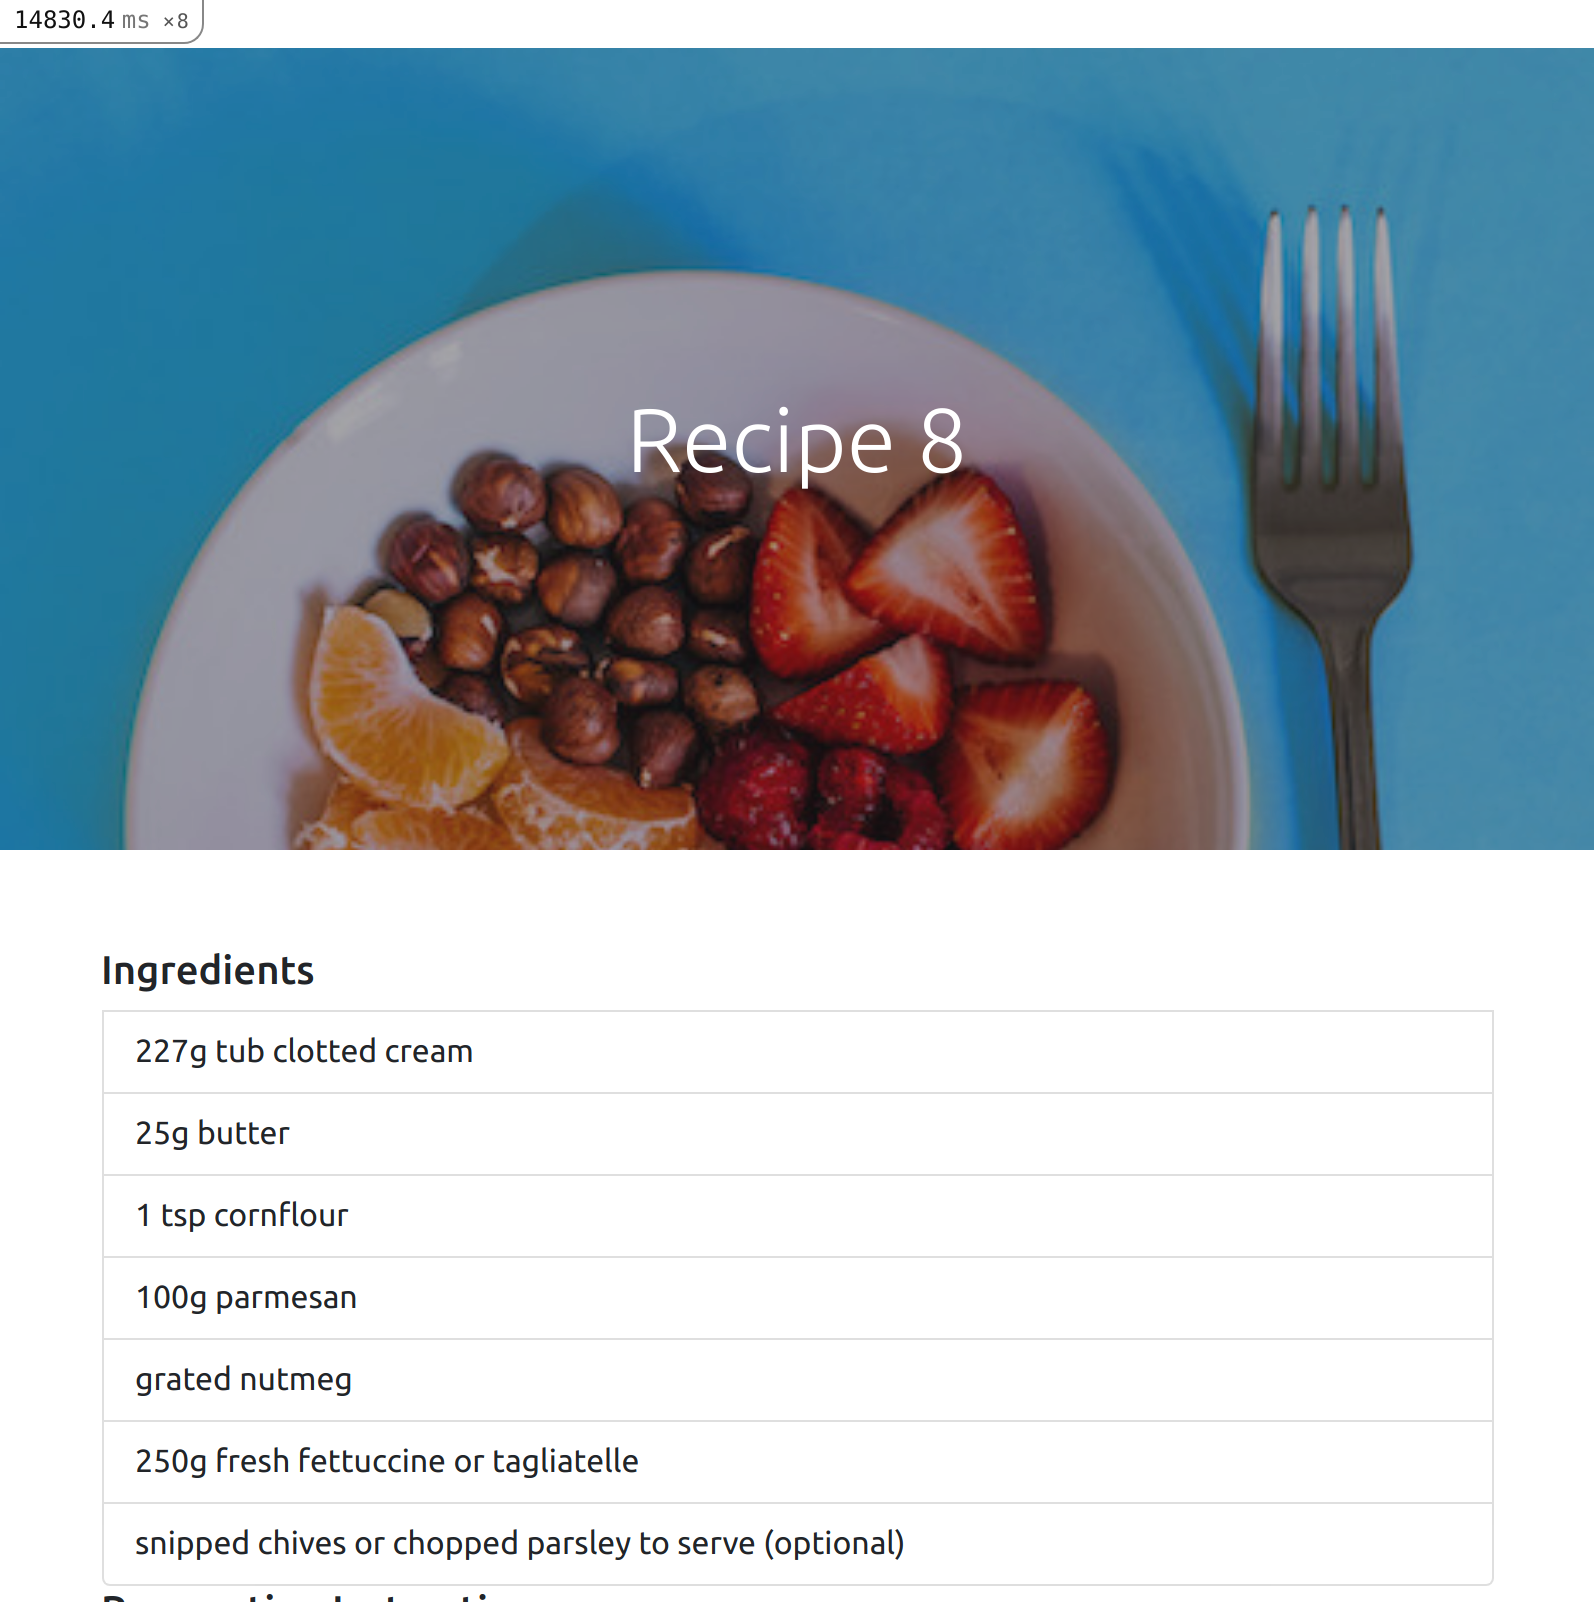 14830.4 ms ×8
Recipe 8
Ingredients
227g tub clotted cream
25g butter
1 tsp cornflour
100g parmesan
grated nutmeg
250g fresh fettuccine or tagliatelle
snipped chives or chopped parsley to serve (optional)